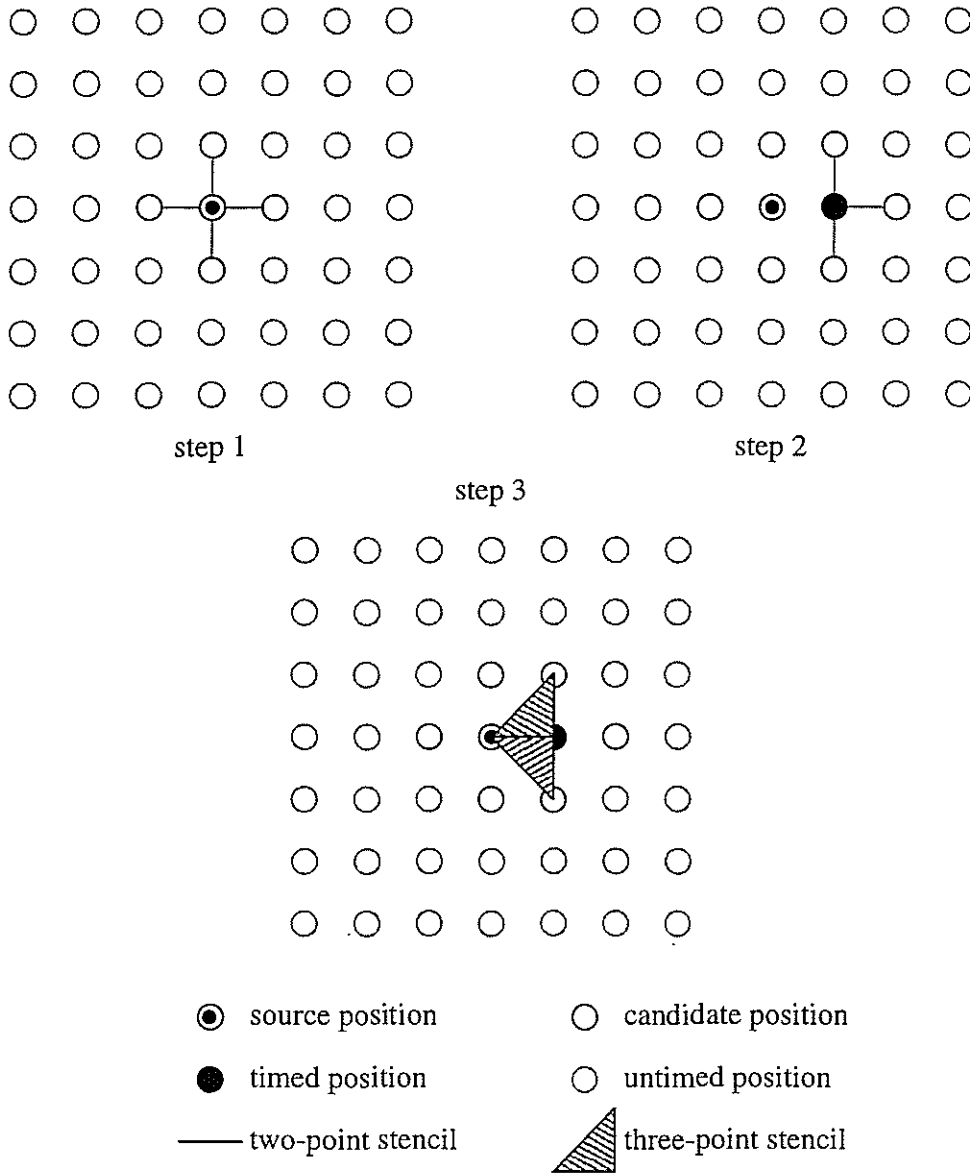 step 1
step 2
step 3
source position
candidate position
timed position
untimed position
two-point stencil
three-point stencil